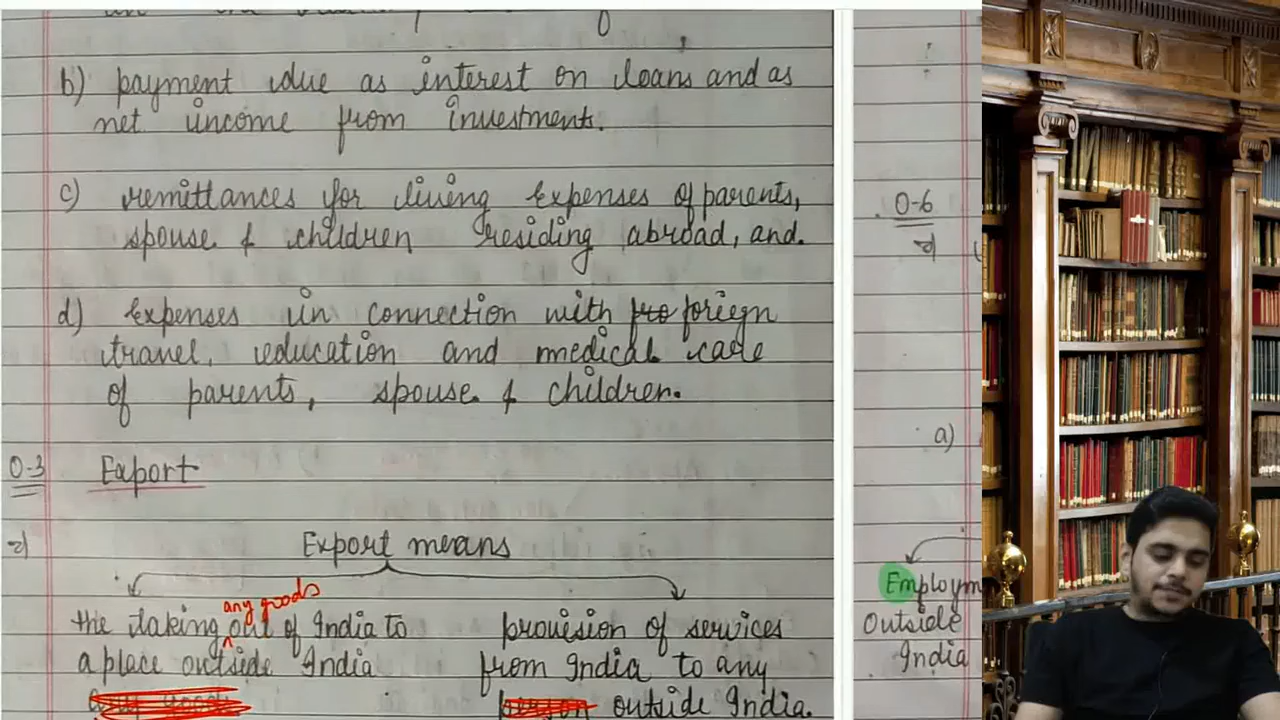 b) payment due as interest on loans and as
net income from investments.
c) remittances for living expenses of parents,
spouse & children residing abroad, and.
d) Expenses in connection with pro foreign
travel, education and medical care
of parents, spouse & children.
Q-3 Export
Export means
any goods
the taking out of India to
a place outside India
provision of services
from India to any
person outside India.
Q-6
a)
Employm
Outside
India